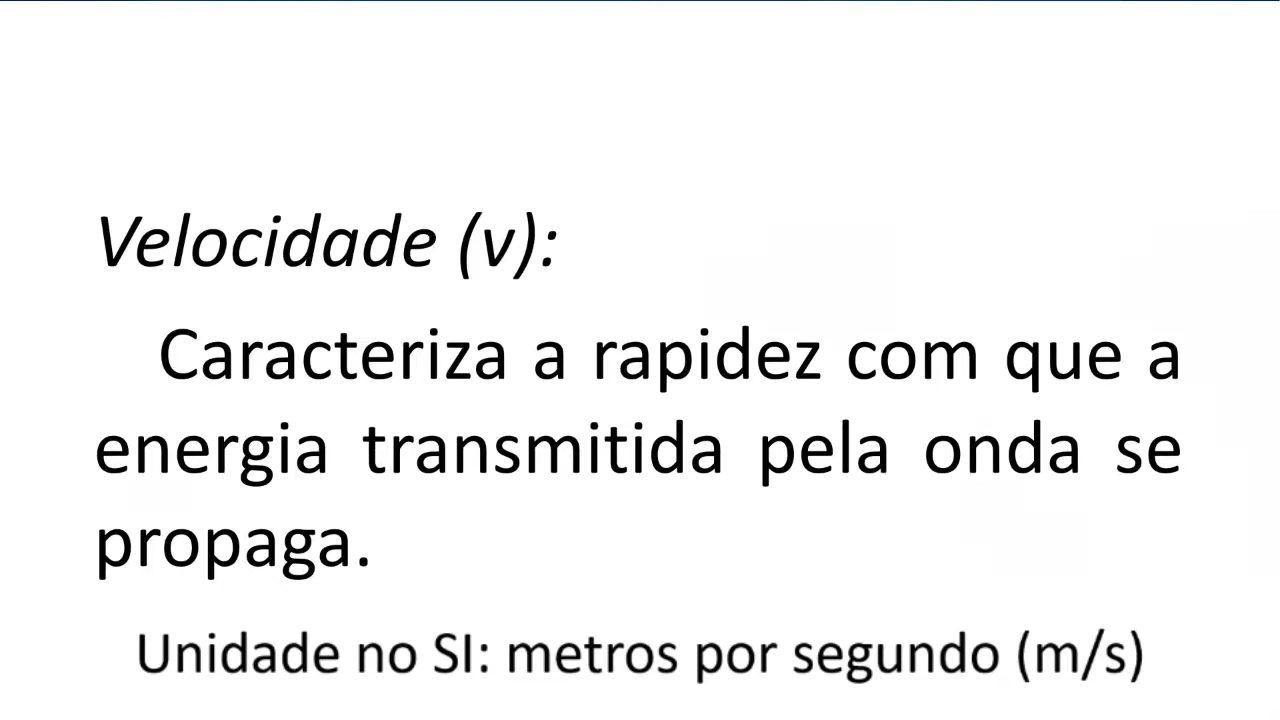 Velocidade (v):
Caracteriza a rapidez com que a
energia transmitida pela onda se
propaga.
Unidade no SI: metros por segundo (m/s)